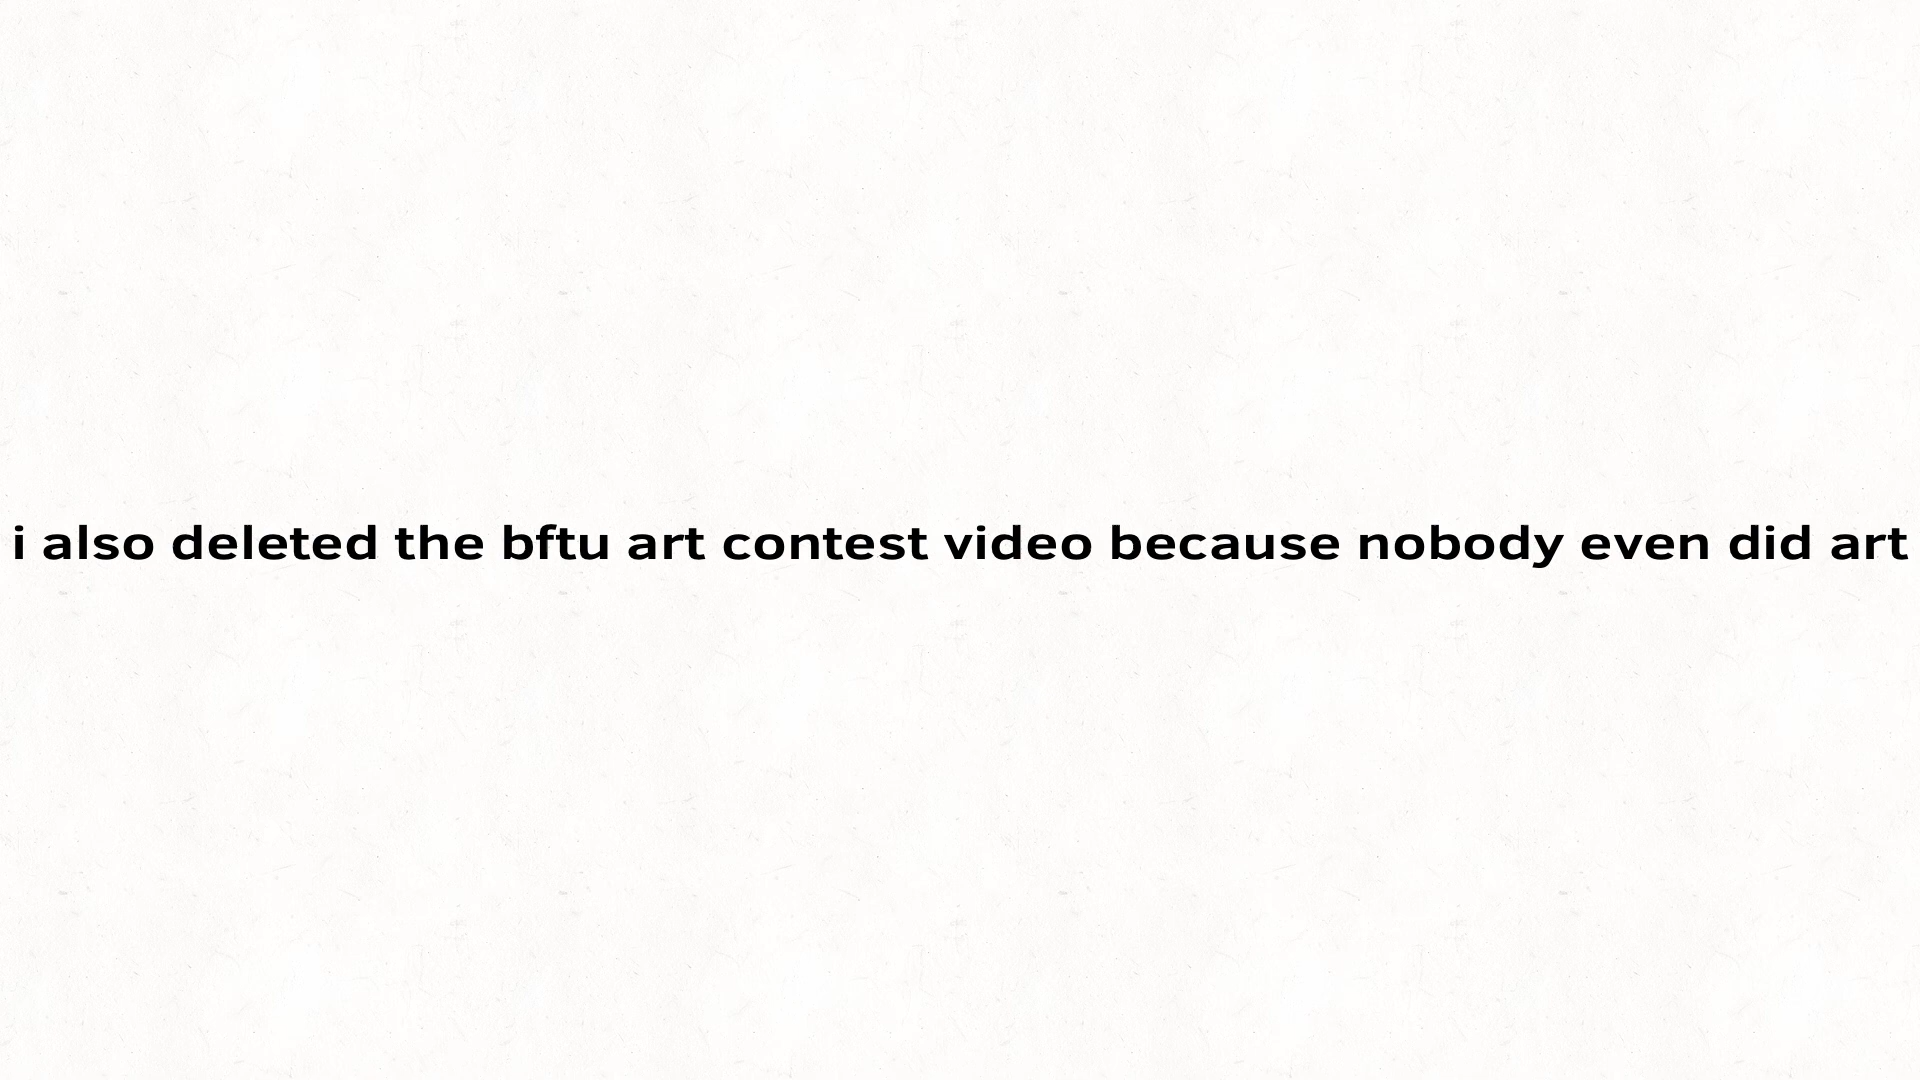 i also deleted the bftu art contest video because nobody even did art